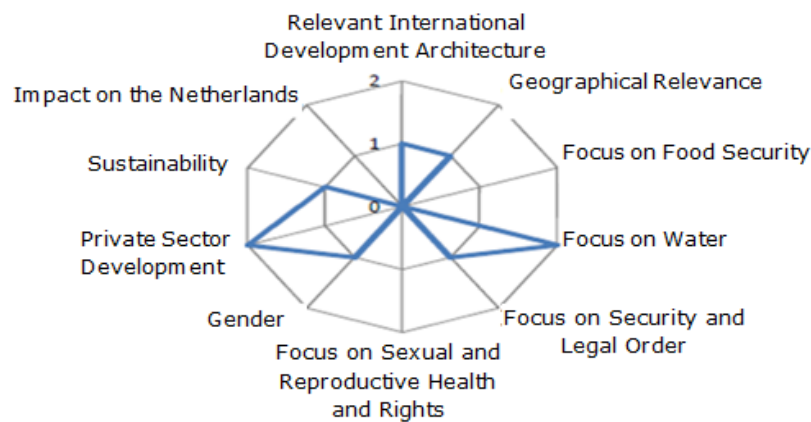 Relevant International
Development Architecture
Geographical Relevance
Impact on the Netherlands
Focus on Food Security
Sustainability
Focus on Water
Private Sector
Development
Focus on Security and
Legal Order
Gender
Focus on Sexual and
Reproductive Health
and Rights
2
1
0